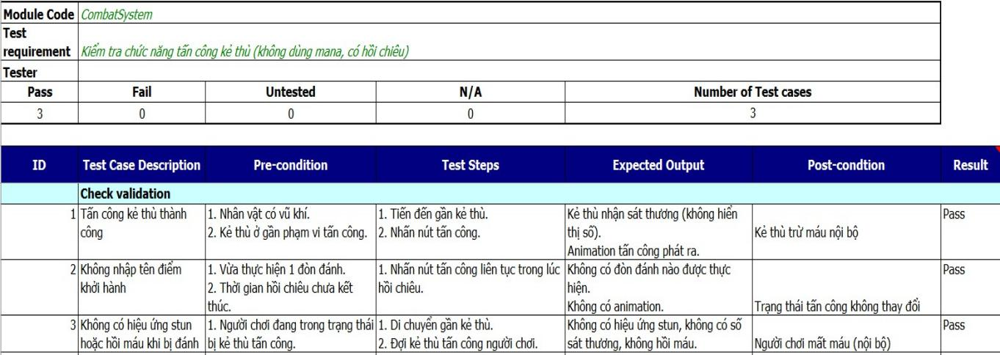 Module Code CombatSystem
Test
requirement Kiểm tra chức năng tấn công kẻ thù (không dùng mana, có hồi chiêu)
Tester
Pass Fail Untested N/A Number of Test cases
3 0 0 0 3
ID Test Case Description Pre-condition Test Steps Expected Output Post-condtion Result
Check validation
1 Tấn công kẻ thù thành 1. Nhân vật có vũ khí. 1. Tiến đến gần kẻ thù. Kẻ thù nhận sát thương (không hiển Pass
công 2. Kẻ thù ở gần phạm vi tấn công. 2. Nhấn nút tấn công. thị số). Kẻ thù trừ máu nội bộ
Animation tấn công phát ra.
2 Không nhập tên điểm 1. Vừa thực hiện 1 đòn đánh. 1. Nhấn nút tấn công liên tục trong lúc Không có đòn đánh nào được thực Pass
khởi hành 2. Thời gian hồi chiêu chưa kết hồi chiêu. hiện.
thúc. Không có animation. Trạng thái tấn công không thay đổi
3 Không có hiệu ứng stun 1. Người chơi đang trong trạng thái 1. Di chuyển gần kẻ thù. Không có hiệu ứng stun, không có số Pass
hoặc hồi máu khi bị đánh bị kẻ thù tấn công. 2. Đợi kẻ thù tấn công người chơi. sát thương, không hồi máu. Người chơi mất máu (nội bộ)